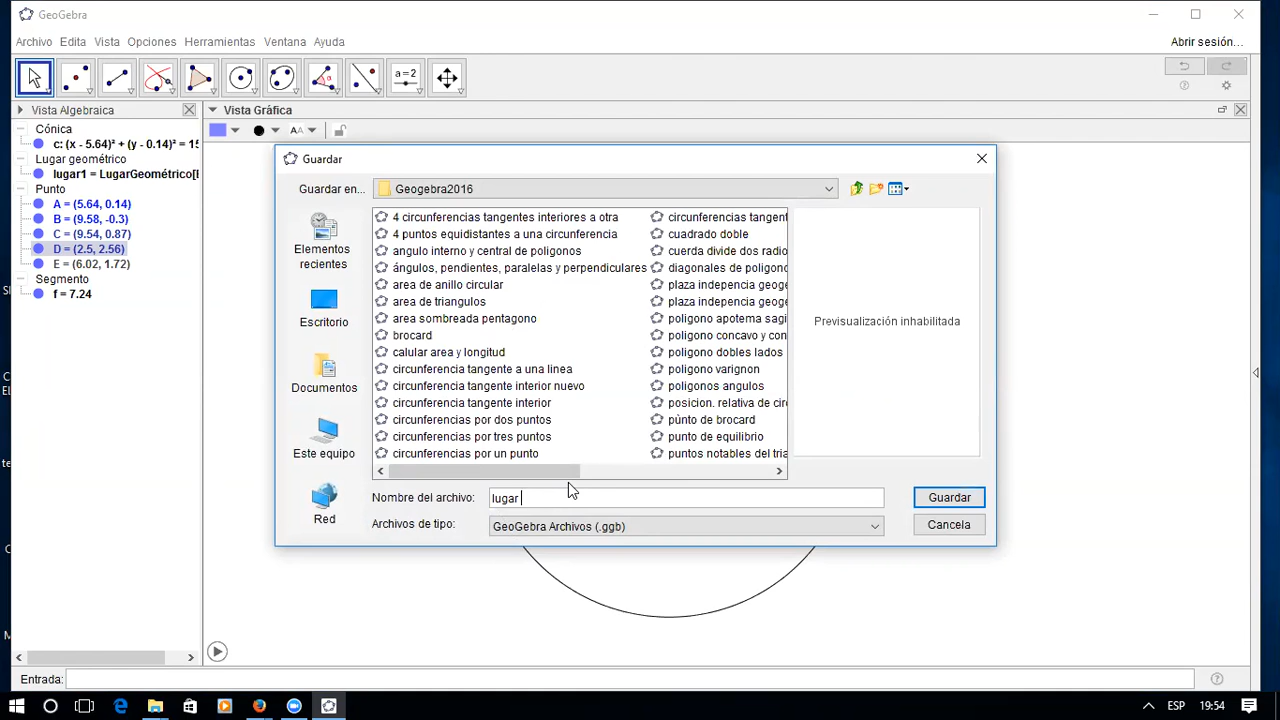 GeoGebra
Archivo Edita Vista Opciones Herramientas Ventana Ayuda
Abrir sesión...
a=2
Vista Algebraica
Vista Gráfica
AA
Cónica
c: (x - 5.64)² + (y - 0.14)² = 15
Lugar geométrico
lugar1 = LugarGeométrico[
Punto
A = (5.64, 0.14)
B = (9.58, -0.3)
C = (9.54, 0.87)
D = (2.5, 2.56)
E = (6.02, 1.72)
Segmento
f = 7.24
Guardar
Guardar en...
Geogebra2016
Elementos recientes
Escritorio
Documentos
Este equipo
Red
4 circunferencias tangentes interiores a otra
4 puntos equidistantes a una circunferencia
angulo interno y central de poligonos
ángulos, pendientes, paralelas y perpendiculares
area de anillo circular
area de triangulos
area sombreada pentagono
brocard
calular area y longitud
circunferencia tangente a una linea
circunferencia tangente interior nuevo
circunferencia tangente interior
circunferencias por dos puntos
circunferencias por tres puntos
circunferencias por un punto
circunferencias tangent
cuadrado doble
cuerda divide dos radio
diagonales de poligono
plaza indepencia geoge
plaza indepencia geoge
poligono apotema sagi
poligono concavo y con
poligono dobles lados
poligono varignon
poligonos angulos
posicion. relativa de circ
pùnto de brocard
punto de equilibrio
puntos notables del tria
Previsualización inhabilitada
Nombre del archivo:
lugar
Guardar
Archivos de tipo:
GeoGebra Archivos (.ggb)
Cancela
Entrada:
ESP
19:54